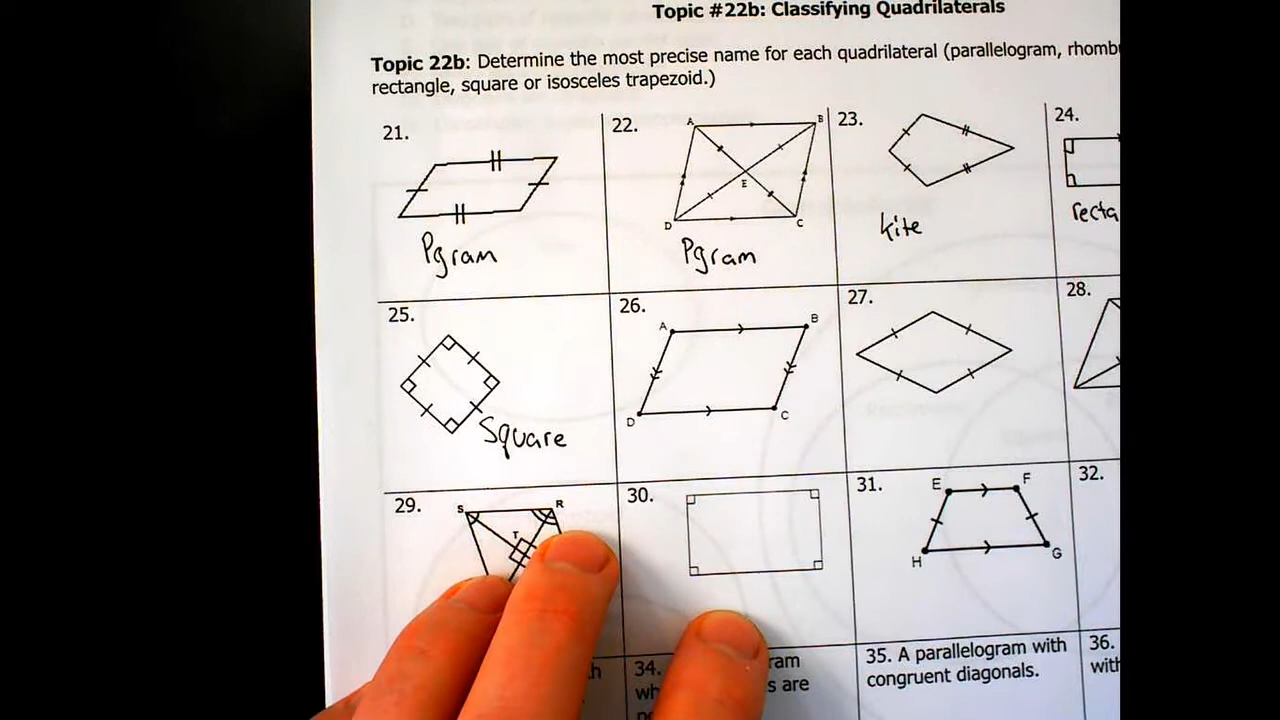 Topic #22b: Classifying Quadrilaterals
Topic 22b: Determine the most precise name for each quadrilateral (parallelogram, rhomb
rectangle, square or isosceles trapezoid.)
21.
Pgram
22.
A B
E
D C
Pgram
23.
kite
24.
recta
25.
Square
26.
A B
D C
27.
28.
29.
S R
T
30.
31.
E F
H G
32.
h
34. ram
wh s are
35. A parallelogram with
congruent diagonals.
36.
with